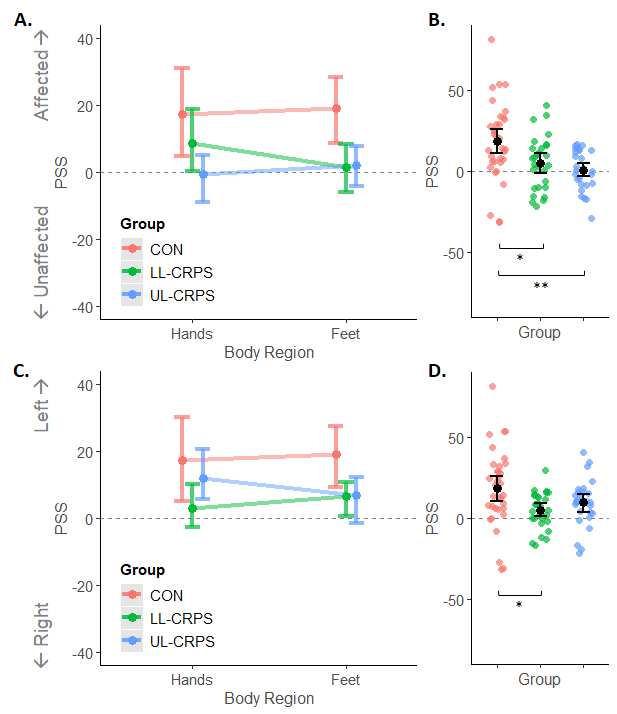 A.
Affected →
← Unaffected
PSS
40
20
0
-20
-40
Group
CON
LL-CRPS
UL-CRPS
Hands
Feet
Body Region
B.
PSS
50
0
-50
*
**
Group
C.
Left →
← Right
PSS
40
20
0
-20
-40
Group
CON
LL-CRPS
UL-CRPS
Hands
Feet
Body Region
D.
PSS
50
0
-50
*
Group